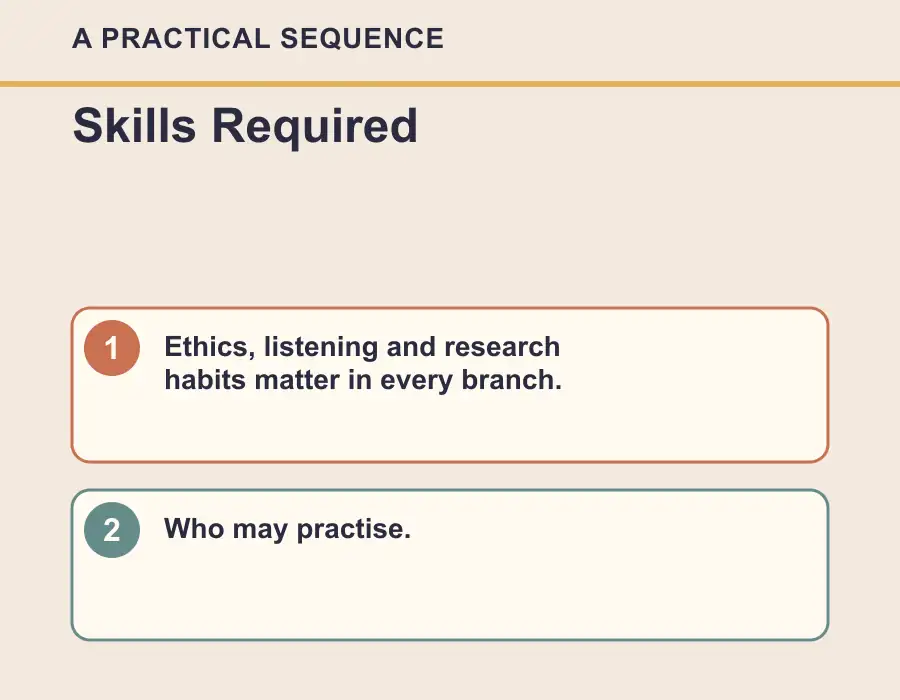 A PRACTICAL SEQUENCE
Skills Required
1
Ethics, listening and research
habits matter in every branch.
2
Who may practise.